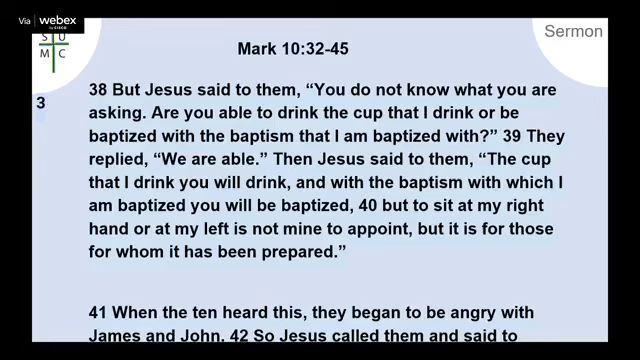 Via webex
by CISCO
S U
M C
Sermon
Mark 10:32-45
3
38 But Jesus said to them, “You do not know what you are
asking. Are you able to drink the cup that I drink or be
baptized with the baptism that I am baptized with?” 39 They
replied, “We are able.” Then Jesus said to them, “The cup
that I drink you will drink, and with the baptism with which I
am baptized you will be baptized, 40 but to sit at my right
hand or at my left is not mine to appoint, but it is for those
for whom it has been prepared.”
41 When the ten heard this, they began to be angry with
James and John. 42 So Jesus called them and said to